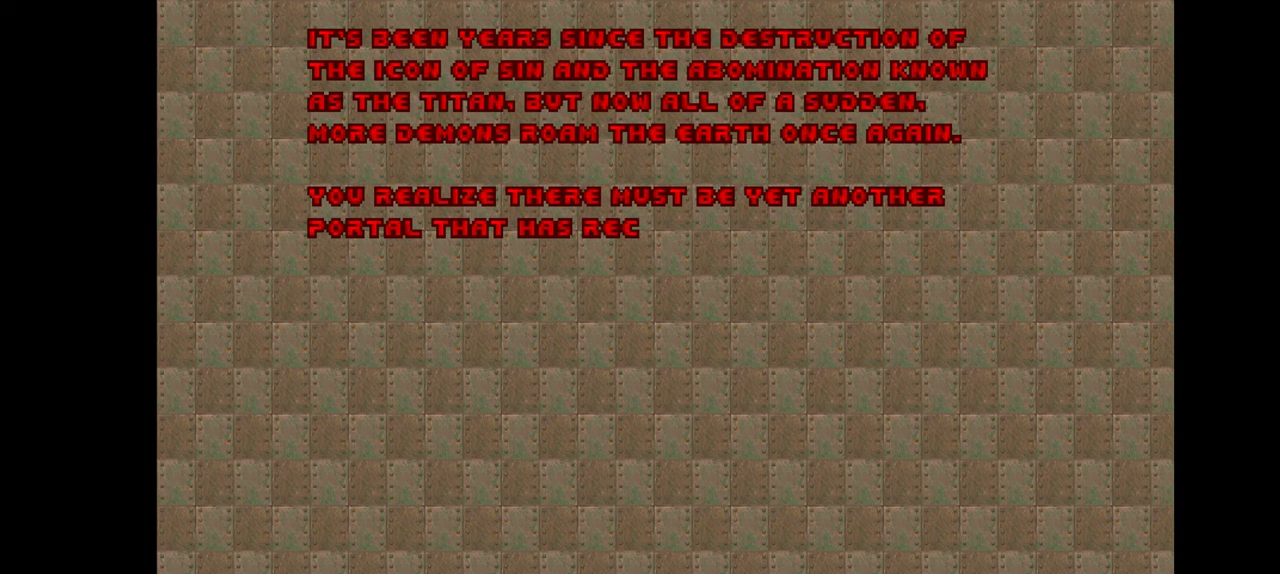 IT'S BEEN YEARS SINCE THE DESTRUCTION OF
THE ICON OF SIN AND THE ABOMINATION KNOWN
AS THE TITAN, BUT NOW ALL OF A SUDDEN,
MORE DEMONS ROAM THE EARTH ONCE AGAIN.
YOU REALIZE THERE MUST BE YET ANOTHER
PORTAL THAT HAS REC